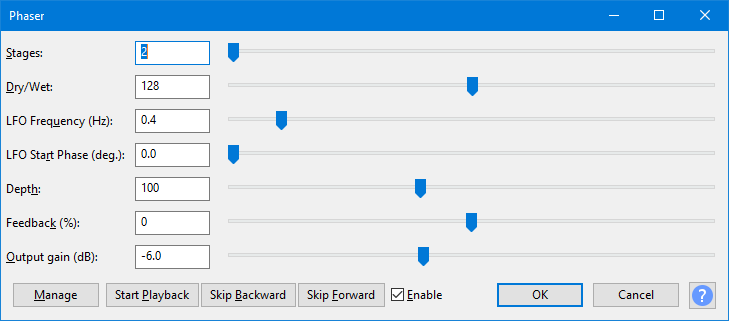 Phaser
Stages: 2
Dry/Wet: 128
LFO Frequency (Hz): 0.4
LFO Start Phase (deg.): 0.0
Depth: 100
Feedback (%): 0
Output gain (dB): -6.0
Manage Start Playback Skip Backward Skip Forward Enable OK Cancel ?